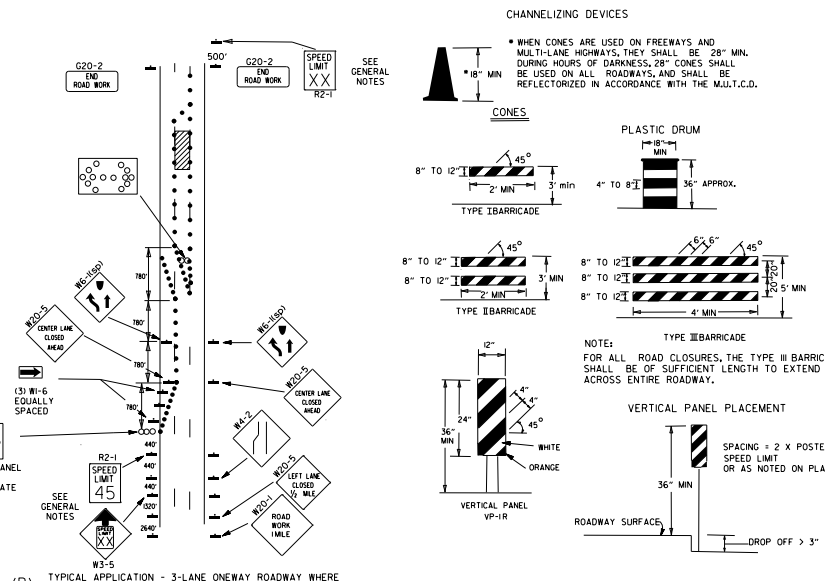 CHANNELIZING DEVICES
G20-2
END
ROAD WORK
500'
G20-2
END
ROAD WORK
SPEED
LIMIT
XX
R2-1
SEE
GENERAL
NOTES
* WHEN CONES ARE USED ON FREEWAYS AND
MULTI-LANE HIGHWAYS, THEY SHALL BE 28" MIN.
DURING HOURS OF DARKNESS, 28" CONES SHALL
BE USED ON ALL ROADWAYS, AND SHALL BE
REFLECTORIZED IN ACCORDANCE WITH THE M.U.T.C.D.
*18" MIN
CONES
45°
8" TO 12"
2' MIN
3' min
TYPE I BARRICADE
PLASTIC DRUM
18"
MIN
4" TO 8"
36" APPROX.
45°
8" TO 12"
8" TO 12"
2' MIN
3' MIN
TYPE II BARRICADE
6" 6"
45°
8" TO 12"
8" TO 12"
8" TO 12"
20" 20"
5' MIN
4' MIN
TYPE III BARRICADE
NOTE:
FOR ALL ROAD CLOSURES, THE TYPE III BARRIC
SHALL BE OF SUFFICIENT LENGTH TO EXTEND
ACROSS ENTIRE ROADWAY.
780'
780'
780'
780'
W6-1(sp)
W20-5
CENTER LANE
CLOSED
AHEAD
(3) W1-6
EQUALLY
SPACED
W6-1(sp)
W20-5
CENTER LANE
CLOSED
AHEAD
W4-2
W20-5
LEFT LANE
CLOSED
1/2 MILE
W20-1
ROAD
WORK
1 MILE
ANEL
ATE
R2-1
SPEED
LIMIT
45
440'
440'
440'
1320'
2640'
SEE
GENERAL
NOTES
SPEED
LIMIT
XX
W3-5
12"
36"
MIN
24"
4"
4"
45°
WHITE
ORANGE
VERTICAL PANEL
VP-1R
VERTICAL PANEL PLACEMENT
36" MIN
SPACING = 2 X POSTE
SPEED LIMIT
OR AS NOTED ON PLA
ROADWAY SURFACE
DROP OFF > 3"
TYPICAL APPLICATION - 3-LANE ONEWAY ROADWAY WHERE